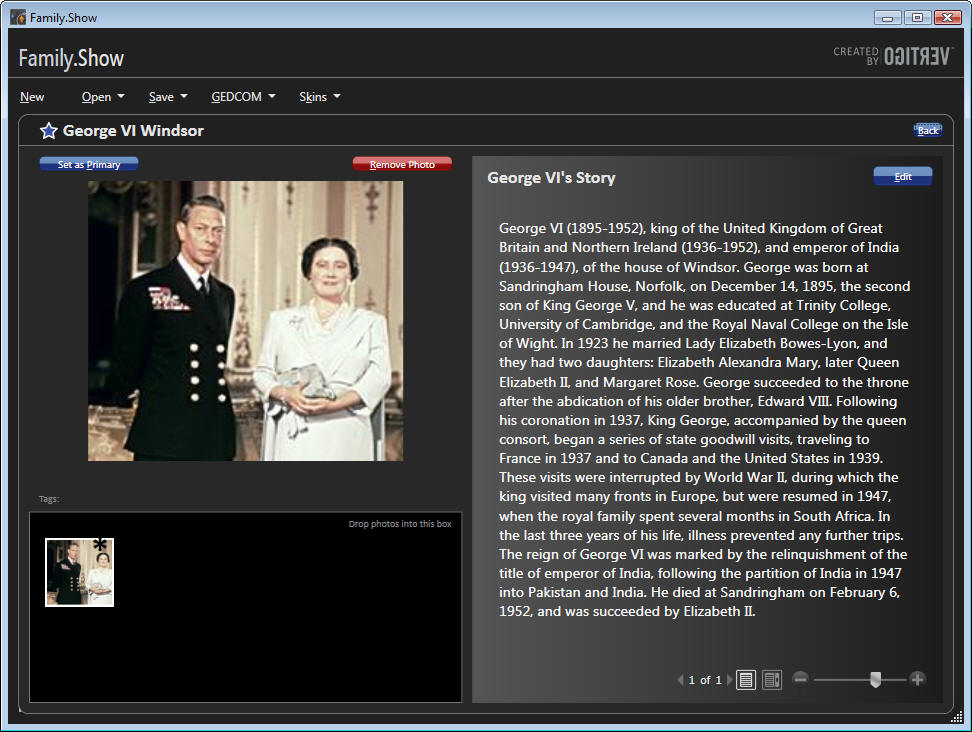 Family.Show
Family.Show
CREATED BY VERTIGO
New Open Save GEDCOM Skins
George VI Windsor
Back
Set as Primary
Remove Photo
George VI's Story
Edit
George VI (1895-1952), king of the United Kingdom of Great
Britain and Northern Ireland (1936-1952), and emperor of India
(1936-1947), of the house of Windsor. George was born at
Sandringham House, Norfolk, on December 14, 1895, the second
son of King George V, and he was educated at Trinity College,
University of Cambridge, and the Royal Naval College on the Isle
of Wight. In 1923 he married Lady Elizabeth Bowes-Lyon, and
they had two daughters: Elizabeth Alexandra Mary, later Queen
Elizabeth II, and Margaret Rose. George succeeded to the throne
after the abdication of his older brother, Edward VIII. Following
his coronation in 1937, King George, accompanied by the queen
consort, began a series of state goodwill visits, traveling to
France in 1937 and to Canada and the United States in 1939.
These visits were interrupted by World War II, during which the
king visited many fronts in Europe, but were resumed in 1947,
when the royal family spent several months in South Africa. In
the last three years of his life, illness prevented any further trips.
The reign of George VI was marked by the relinquishment of the
title of emperor of India, following the partition of India in 1947
into Pakistan and India. He died at Sandringham on February 6,
1952, and was succeeded by Elizabeth II.
Tags:
Drop photos into this box
1 of 1